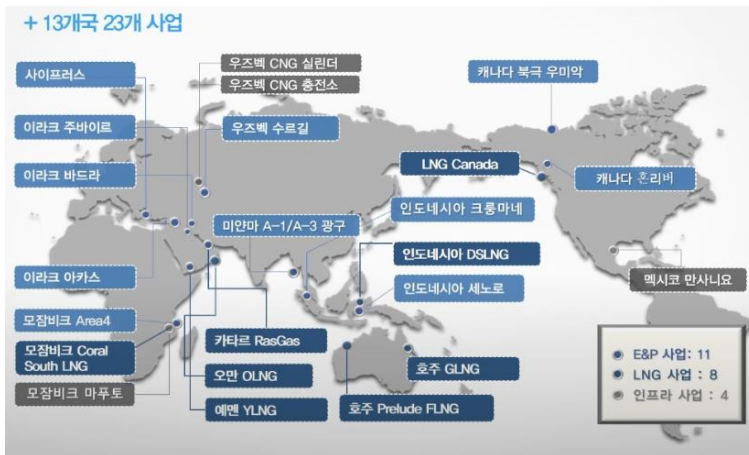 + 13개국 23개 사업
사이프러스
우즈벡 CNG 실린더
우즈벡 CNG 충전소
캐나다 북극 우미악
이라크 주바이르
우즈벡 수르길
LNG Canada
캐나다 혼리버
이라크 바드라
인도네시아 크룽마네
미얀마 A-1/A-3 광구
인도네시아 DSLNG
이라크 아카스
멕시코 만사니요
인도네시아 세노로
모잠비크 Area4
카타르 RasGas
모잠비크 Coral
South LNG
호주 GLNG
오만 OLNG
모잠비크 마푸토
예멘 YLNG
호주 Prelude FLNG
E&P 사업: 11
LNG 사업 : 8
인프라 사업 : 4